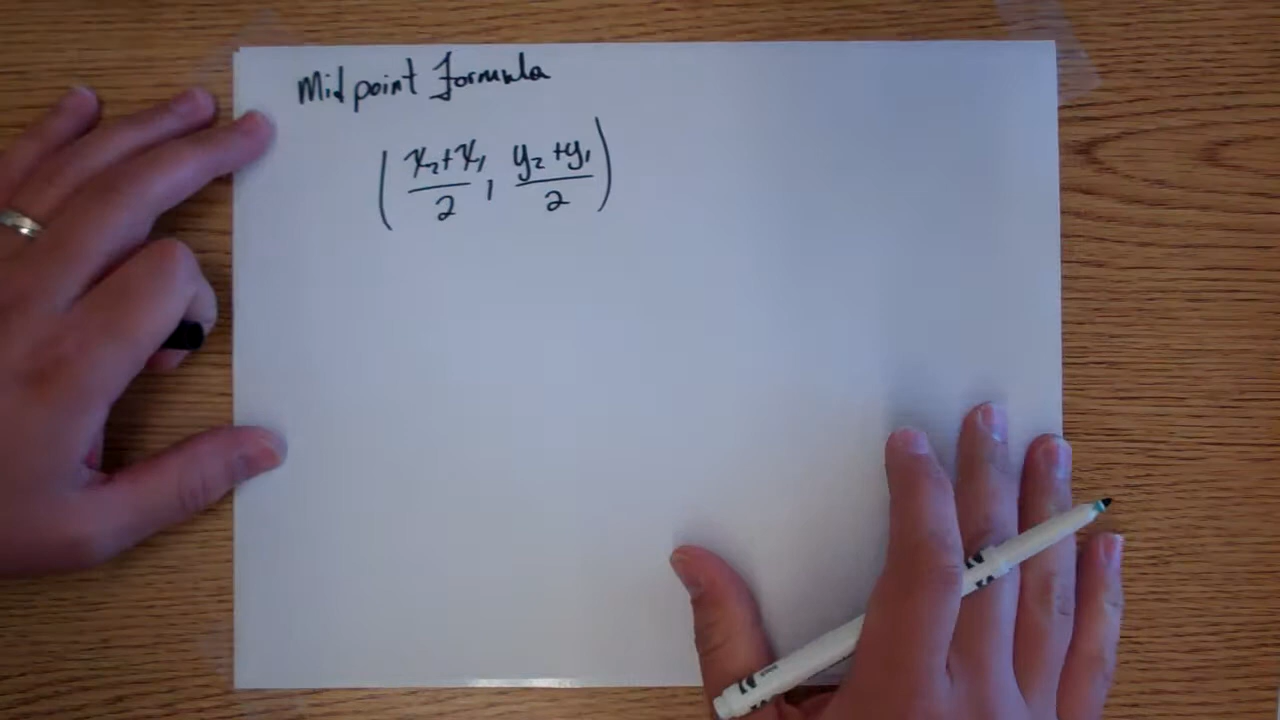 Midpoint Formula
( x₂+x₁ / 2 , y₂+y₁ / 2 )